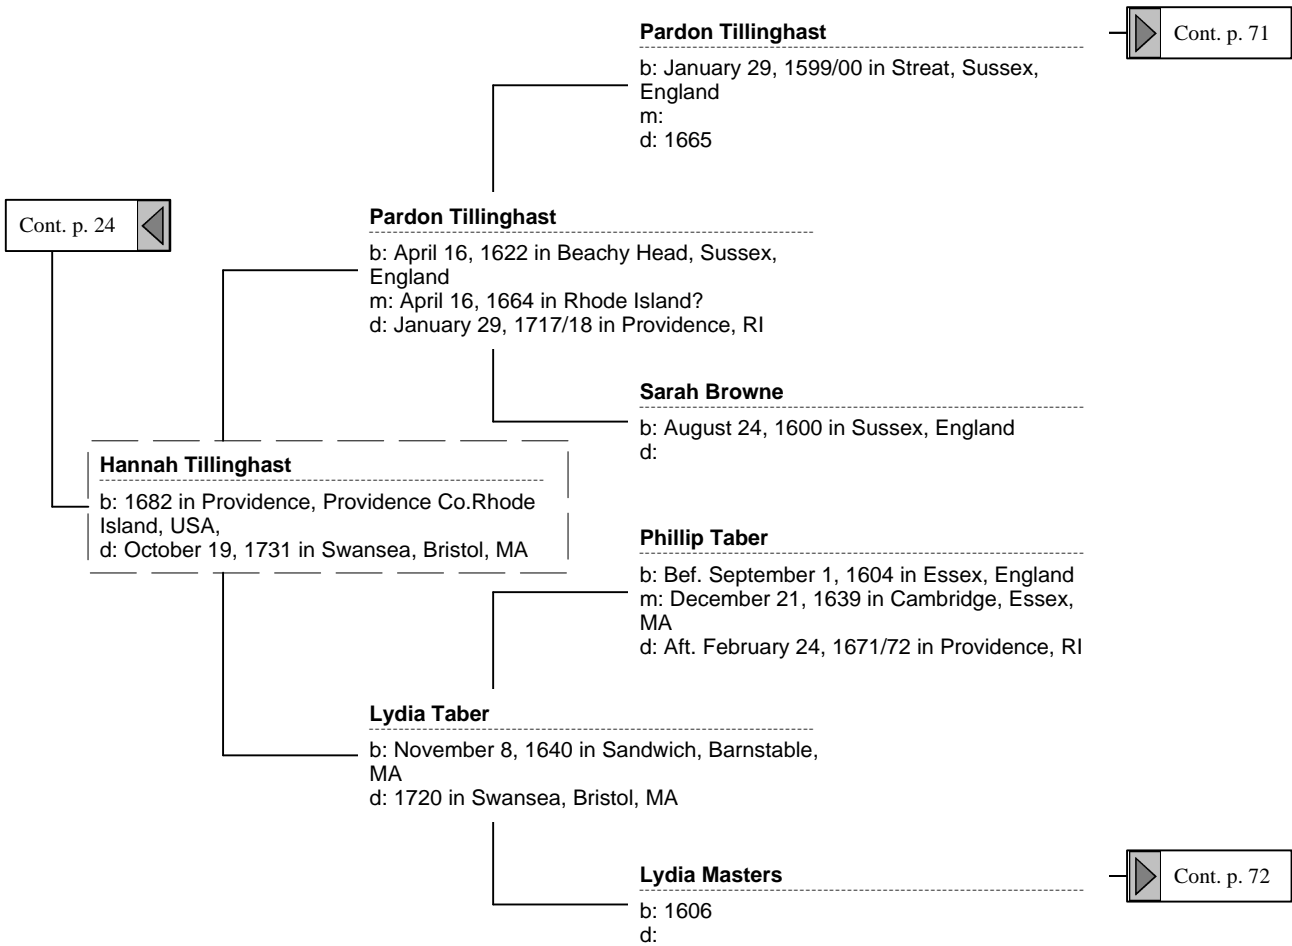 Pardon Tillinghast
Cont. p. 71
b: January 29, 1599/00 in Streat, Sussex,
England
m:
d: 1665
Cont. p. 24
Pardon Tillinghast
b: April 16, 1622 in Beachy Head, Sussex,
England
m: April 16, 1664 in Rhode Island?
d: January 29, 1717/18 in Providence, RI
Sarah Browne
b: August 24, 1600 in Sussex, England
d:
Hannah Tillinghast
b: 1682 in Providence, Providence Co.Rhode
Island, USA,
d: October 19, 1731 in Swansea, Bristol, MA
Phillip Taber
b: Bef. September 1, 1604 in Essex, England
m: December 21, 1639 in Cambridge, Essex,
MA
d: Aft. February 24, 1671/72 in Providence, RI
Lydia Taber
b: November 8, 1640 in Sandwich, Barnstable,
MA
d: 1720 in Swansea, Bristol, MA
Lydia Masters
Cont. p. 72
b: 1606
d: